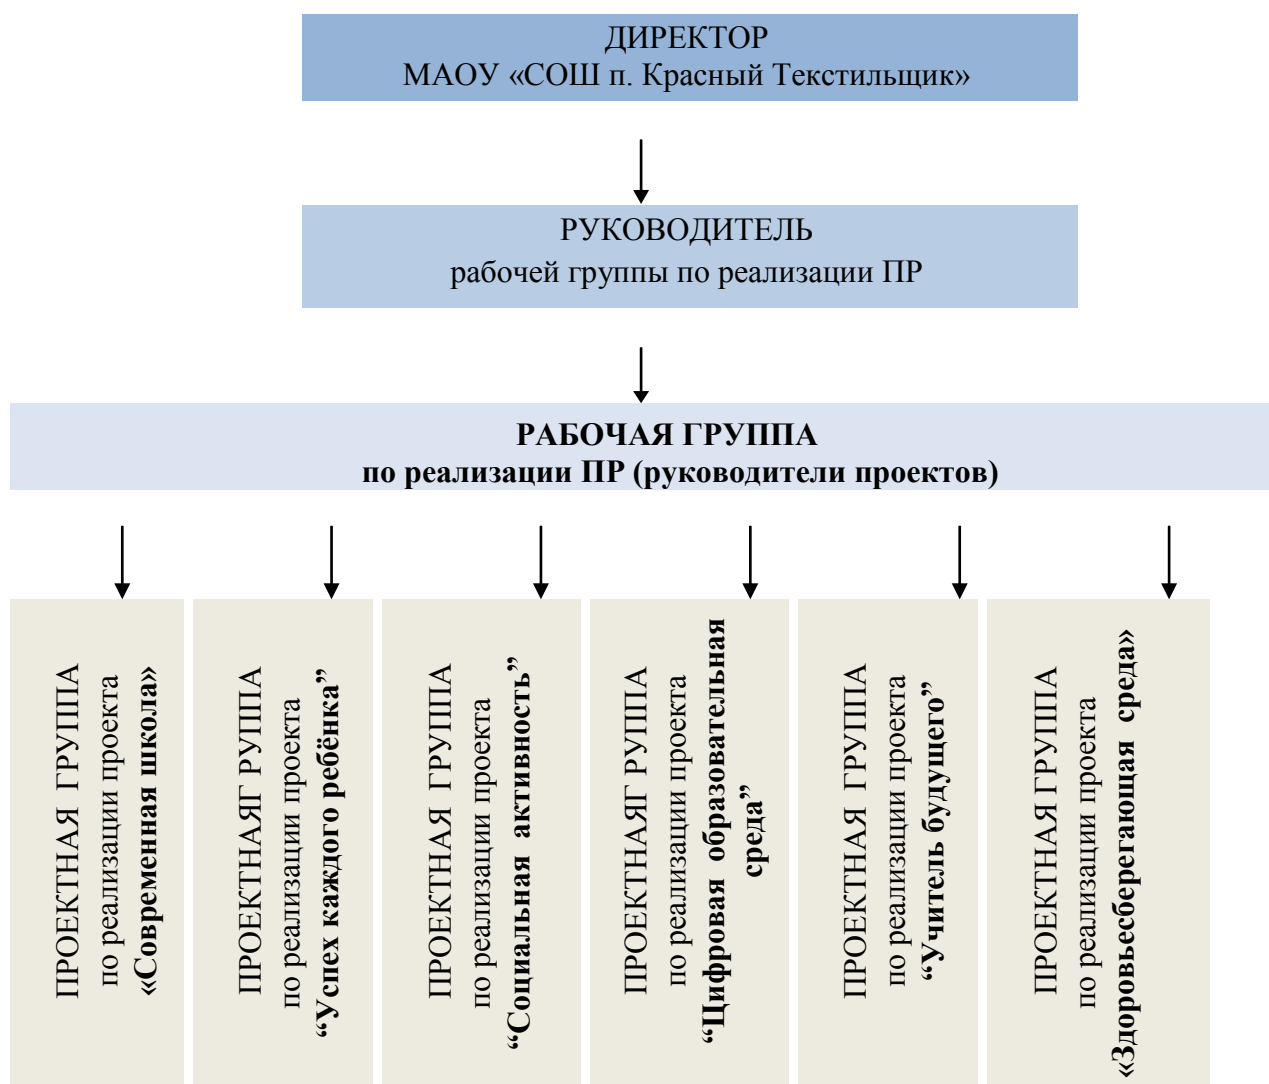 ДИРЕКТОР
МАОУ «СОШ п. Красный Текстильщик»
РУКОВОДИТЕЛЬ
рабочей группы по реализации ПР
РАБОЧАЯ ГРУППА
по реализации ПР (руководители проектов)
ПРОЕКТНАЯ ГРУППА
по реализации проекта
«Современная школа»
ПРОЕКТНАЯГ РУППА
по реализации проекта
“Успех каждого ребёнка”
ПРОЕКТНАЯ ГРУППА
по реализации проекта
“Социальная активность”
ПРОЕКТНАЯГ РУППА
по реализации проекта
“Цифровая образовательная
среда”
ПРОЕКТНАЯ ГРУППА
по реализации проекта
“Учитель будущего”
ПРОЕКТНАЯ ГРУППА
по реализации проекта
«Здоровьесберегающая среда»